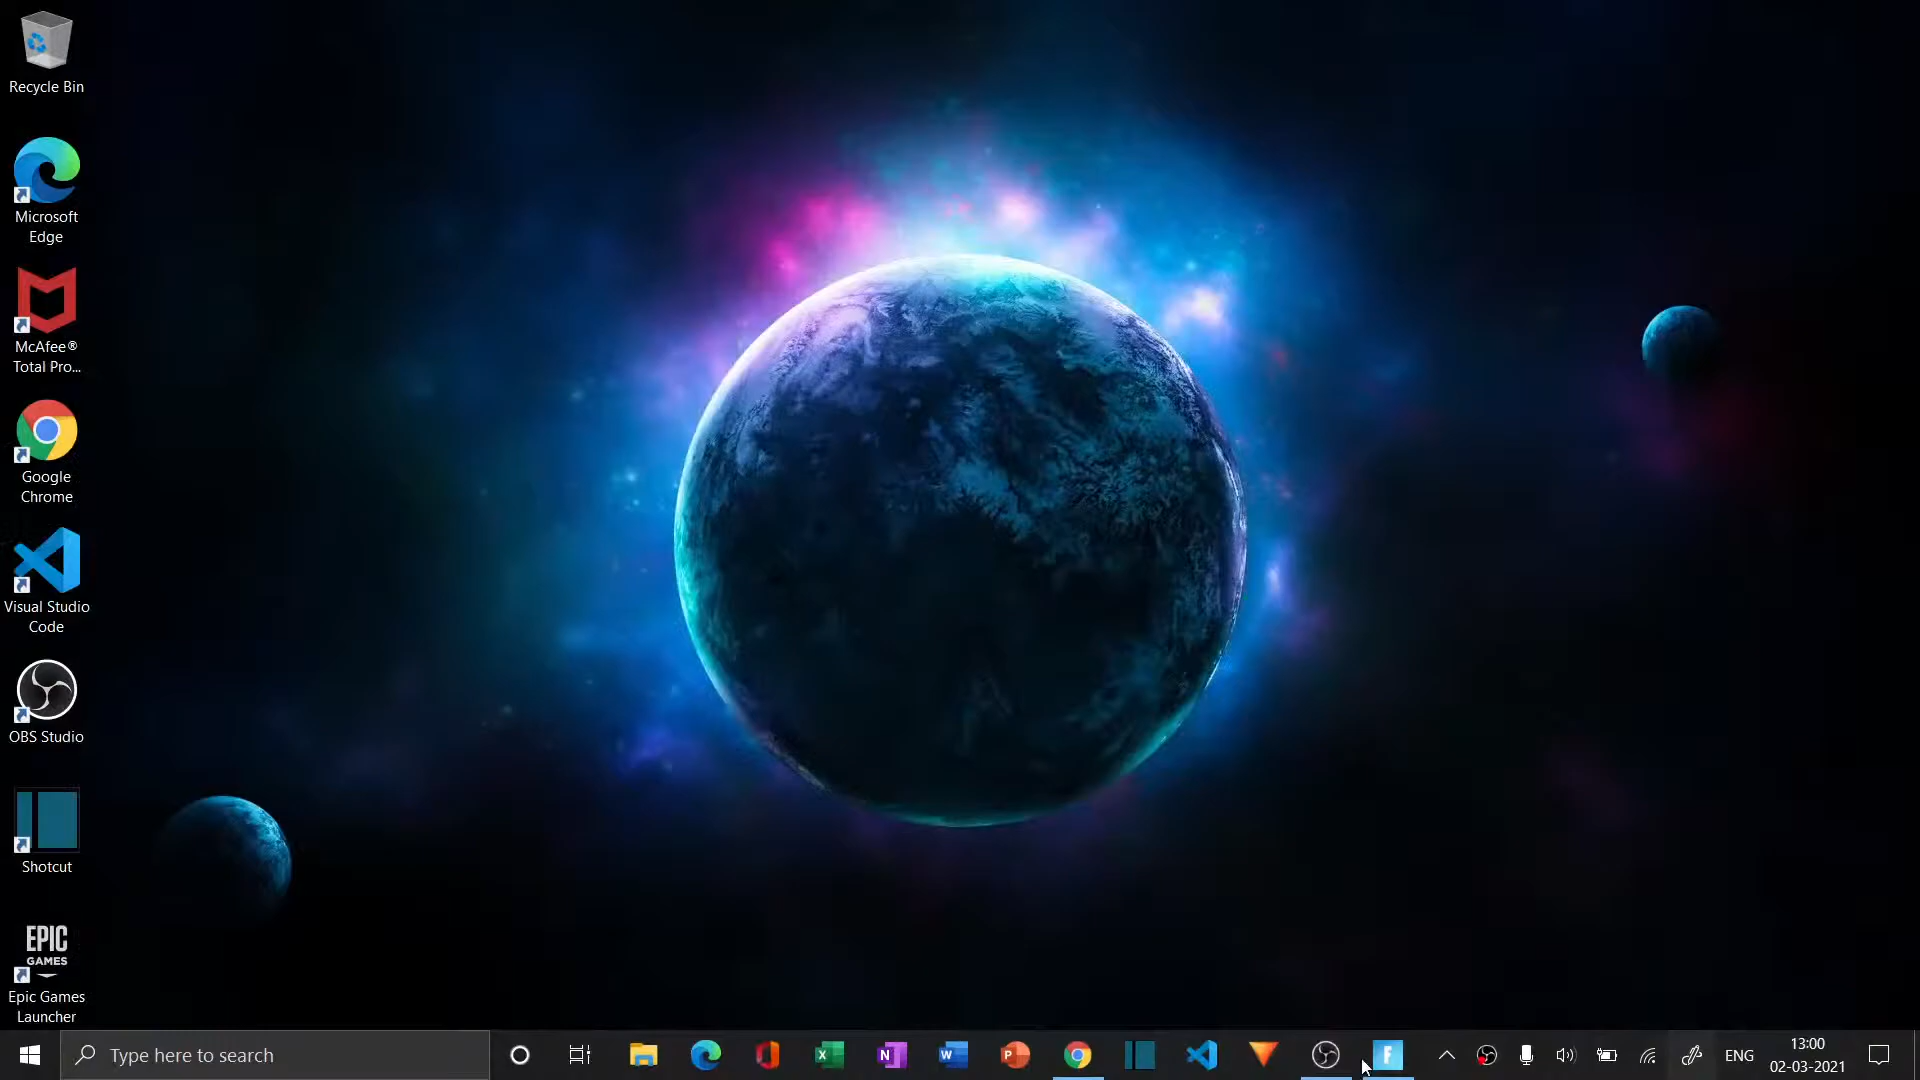 Recycle Bin
Microsoft
Edge
McAfee®
Total Pro...
Google
Chrome
Visual Studio
Code
OBS Studio
Shotcut
EPIC
GAMES
Epic Games
Launcher
Type here to search
X
N
W
P
F
ENG
13:00
02-03-2021